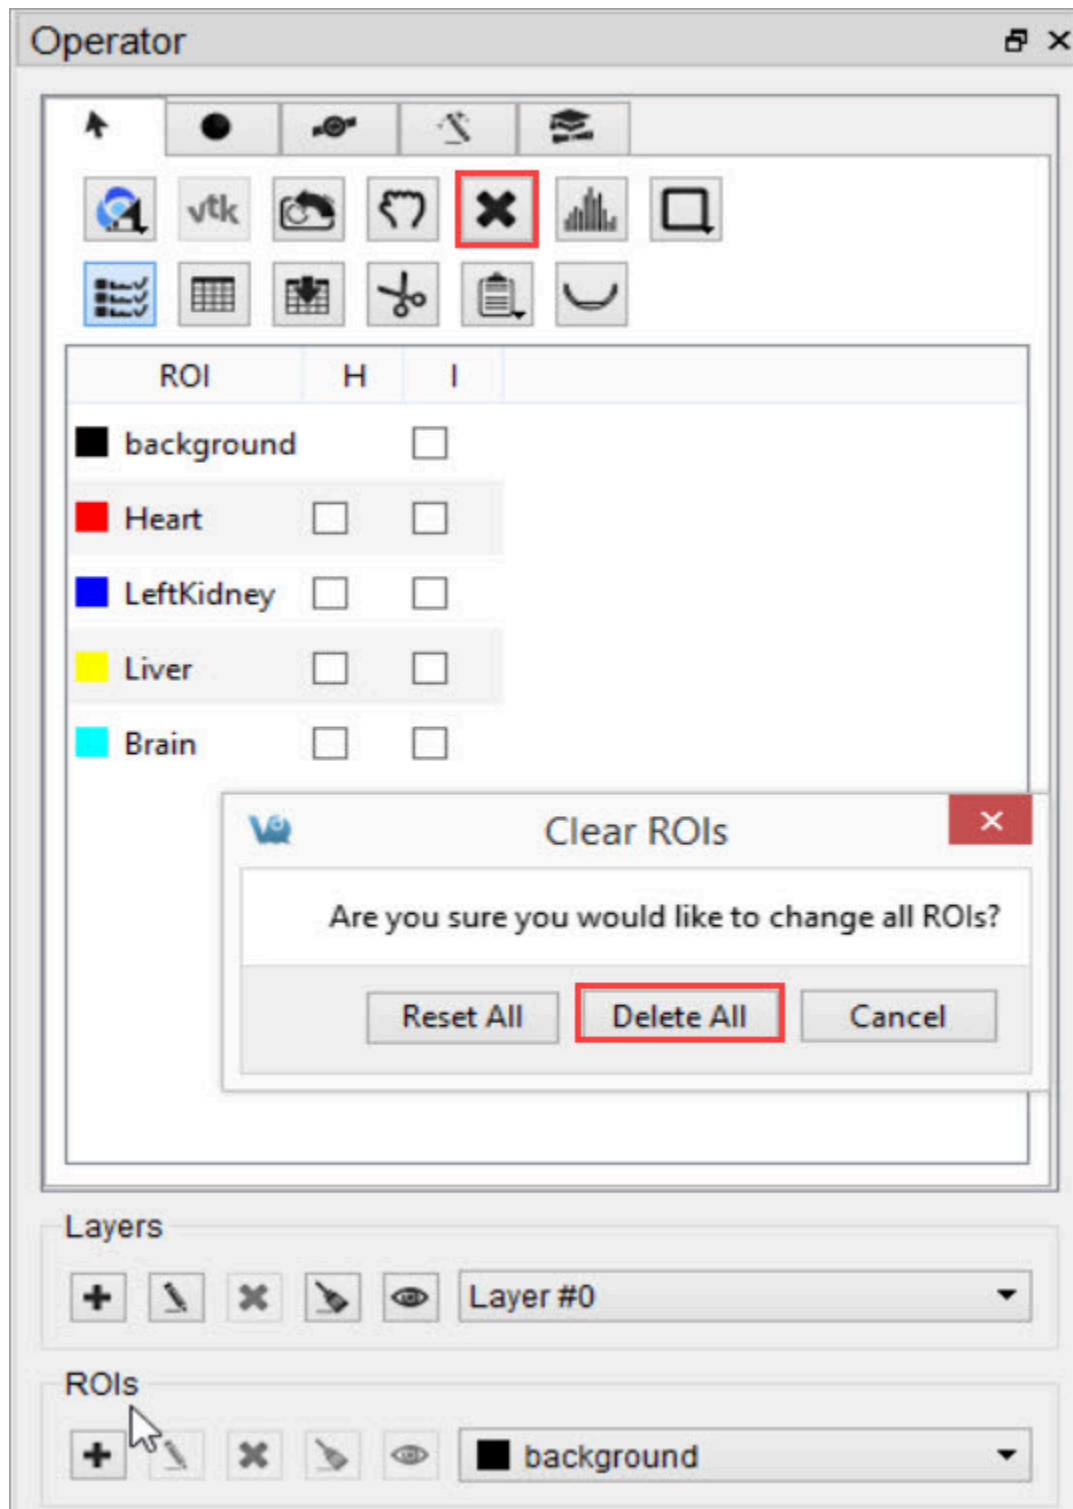 Operator
vtk
ROI H I
background
Heart
LeftKidney
Liver
Brain
Clear ROIs
Are you sure you would like to change all ROIs?
Reset All Delete All Cancel
Layers
Layer #0
ROIs
background